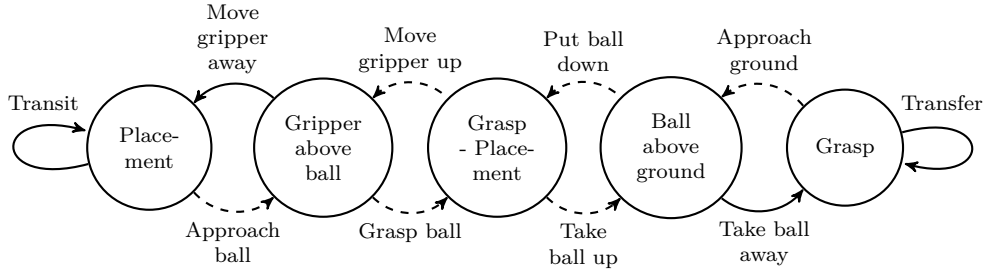 Move
gripper
away
Move
gripper up
Put ball
down
Approach
ground
Transit
Transfer
Place-
ment
Gripper
above
ball
Grasp
- Place-
ment
Ball
above
ground
Grasp
Approach
ball
Grasp ball
Take
ball up
Take ball
away